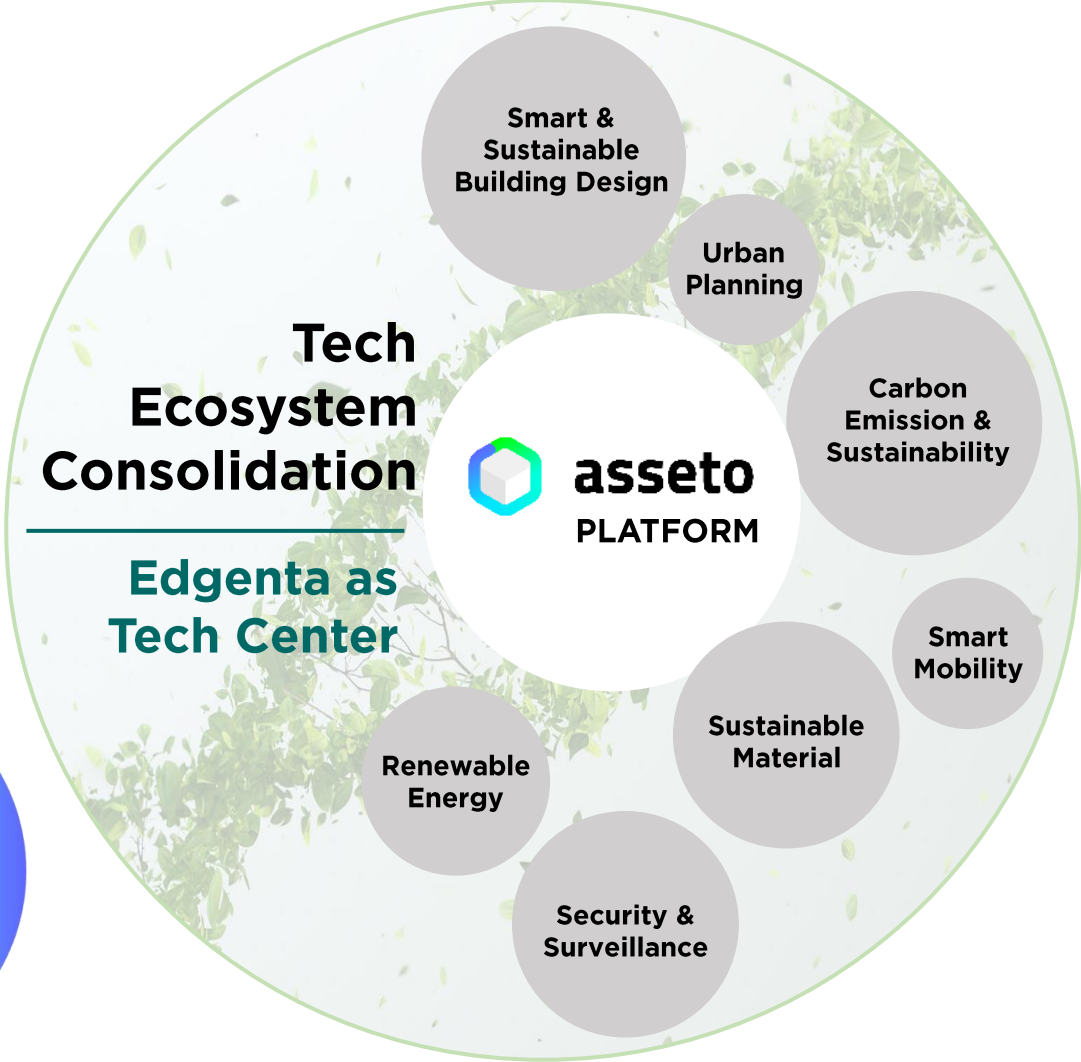 Smart &
Sustainable
Building Design
Urban
Planning
Tech
Ecosystem
Consolidation
Edgenta as
Tech Center
asseto
PLATFORM
Carbon
Emission &
Sustainability
Smart
Mobility
Sustainable
Material
Renewable
Energy
Security &
Surveillance